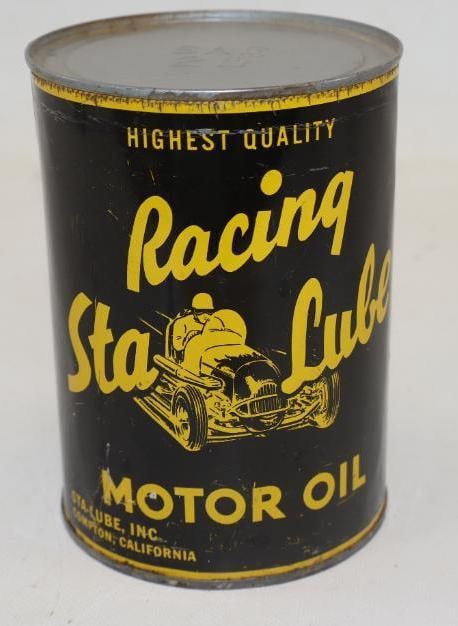 HIGHEST QUALITY
Racing
Sta Lube
MOTOR OIL
STA-LUBE, INC.
COMPTON, CALIFORNIA